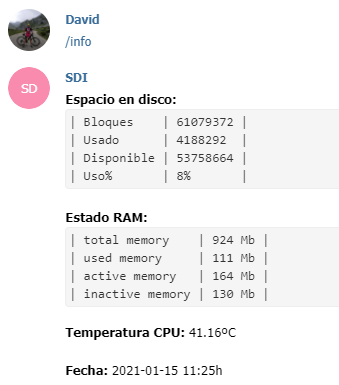 David
/info
SD
SDI
Espacio en disco:
| Bloques    | 61079372 |
| Usado      | 4188292  |
| Disponible | 53758664 |
| Uso%       | 8%       |
Estado RAM:
| total memory    | 924 Mb |
| used memory     | 111 Mb |
| active memory   | 164 Mb |
| inactive memory | 130 Mb |
Temperatura CPU: 41.16ºC
Fecha: 2021-01-15 11:25h